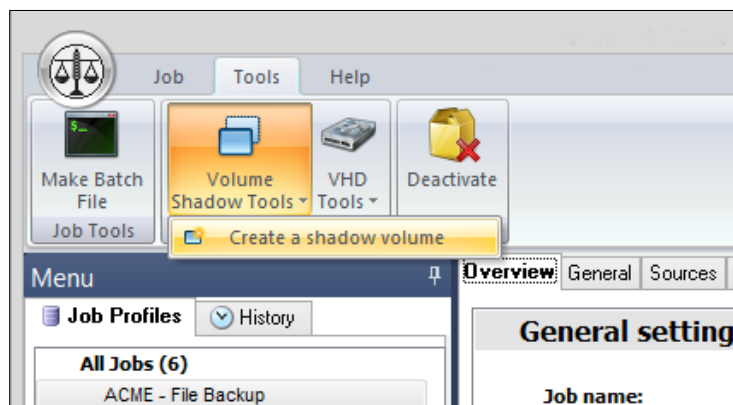 Job Tools Help
$_
Make Batch File
Volume Shadow Tools
VHD Tools
Deactivate
Job Tools
Create a shadow volume
Menu
Overview General Sources
Job Profiles History
General setting
All Jobs (6)
ACME - File Backup
Job name: